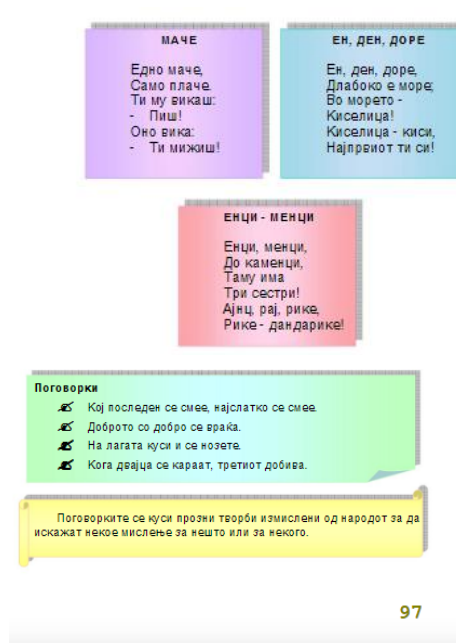 МАЧЕ
Едно маче,
Само плаче.
Ти му викаш:
- Пиш!
Оно вика:
- Ти мижиш!
ЕН, ДЕН, ДОРЕ
Ен, ден, доре,
Длабоко е море;
Во морето -
Киселица!
Киселица - киси,
Најпрвиот ти си!
ЕНЦИ - МЕНЦИ
Енци, менци,
До каменци,
Таму има
Три сестри!
Ајнц, рај, рике,
Рике - дандарике!
Поговорки
Кој последен се смее, најслатко се смее.
Доброто со добро се враќа.
На лагата куси и се нозете.
Кога двајца се караат, третиот добива.
Поговорките се куси прозни творби измислени од народот за да
искажат некое мислење за нешто или за некого.
97